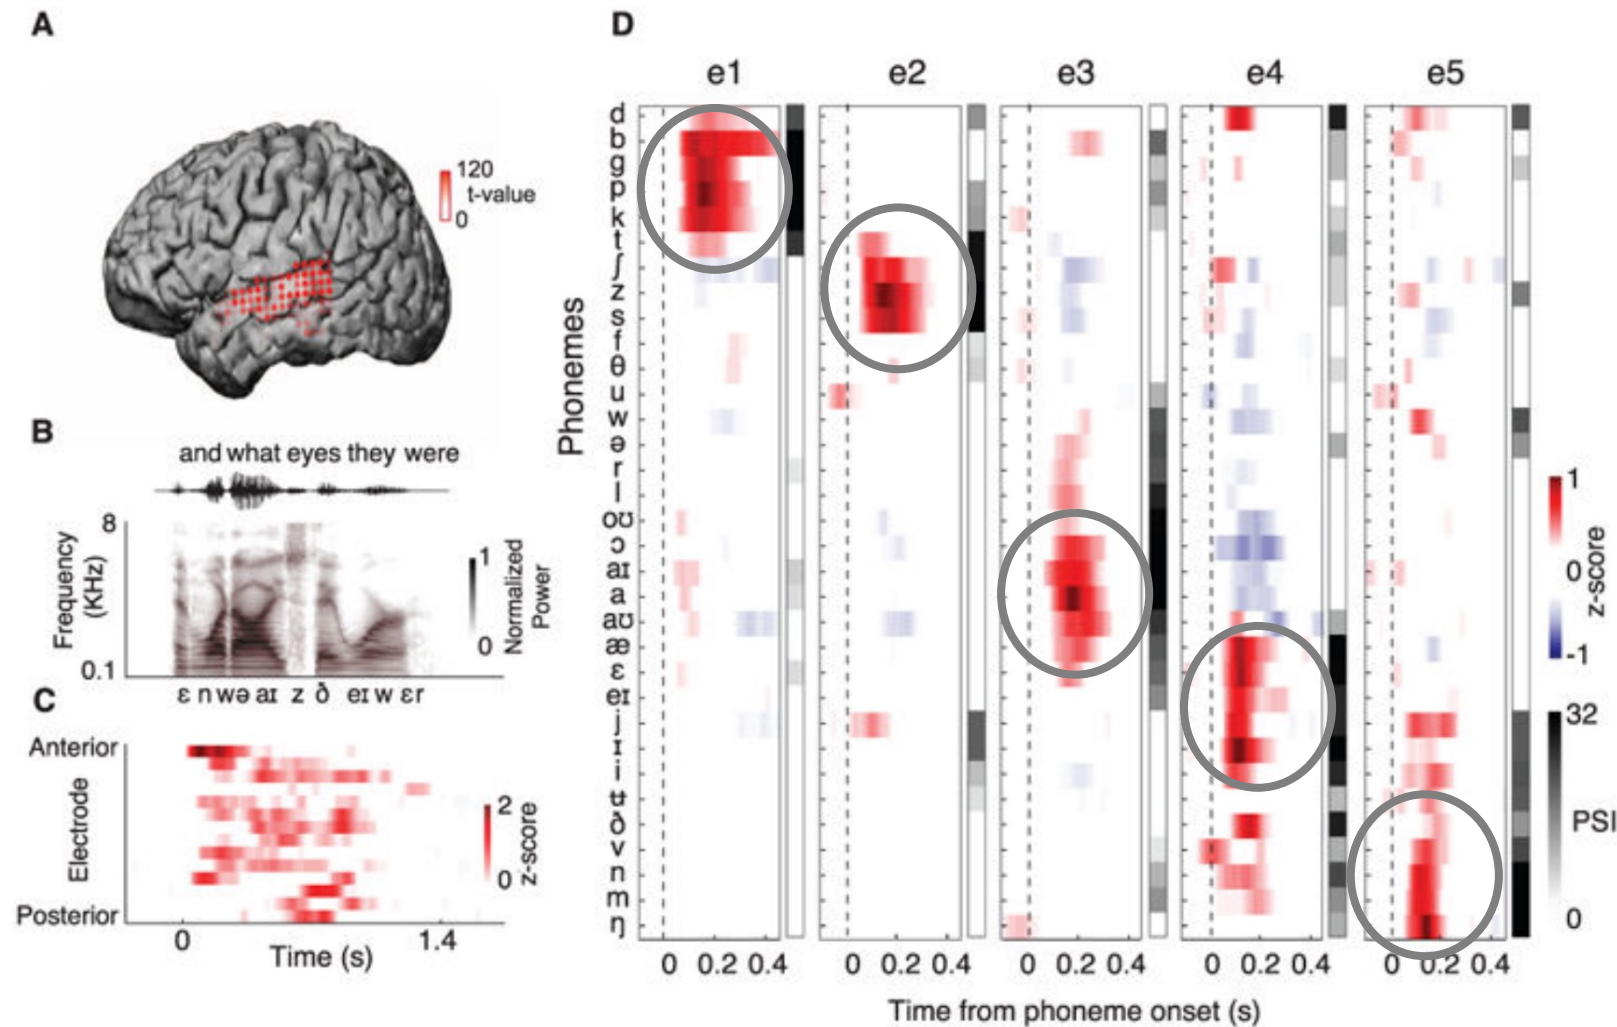 A
120
t-value
0
B
and what eyes they were
8
Frequency
(KHz)
0.1
1
Normalized
Power
0
ɛ n wə aɪ z ð eɪ w ɛr
C
Anterior
Electrode
Posterior
2
z-score
0
0 1.4
Time (s)
D
e1 e2 e3 e4 e5
Phonemes
d
b
g
p
k
t
ʃ
z
s
f
θ
u
w
ə
r
l
oʊ
ɔ
aɪ
a
aʊ
æ
ɛ
eɪ
j
ɪ
i
ʉ
ð
v
n
m
ŋ
0 0.2 0.4 0 0.2 0.4 0 0.2 0.4 0 0.2 0.4 0 0.2 0.4
Time from phoneme onset (s)
1
0
-1
z-score
32
PSI
0